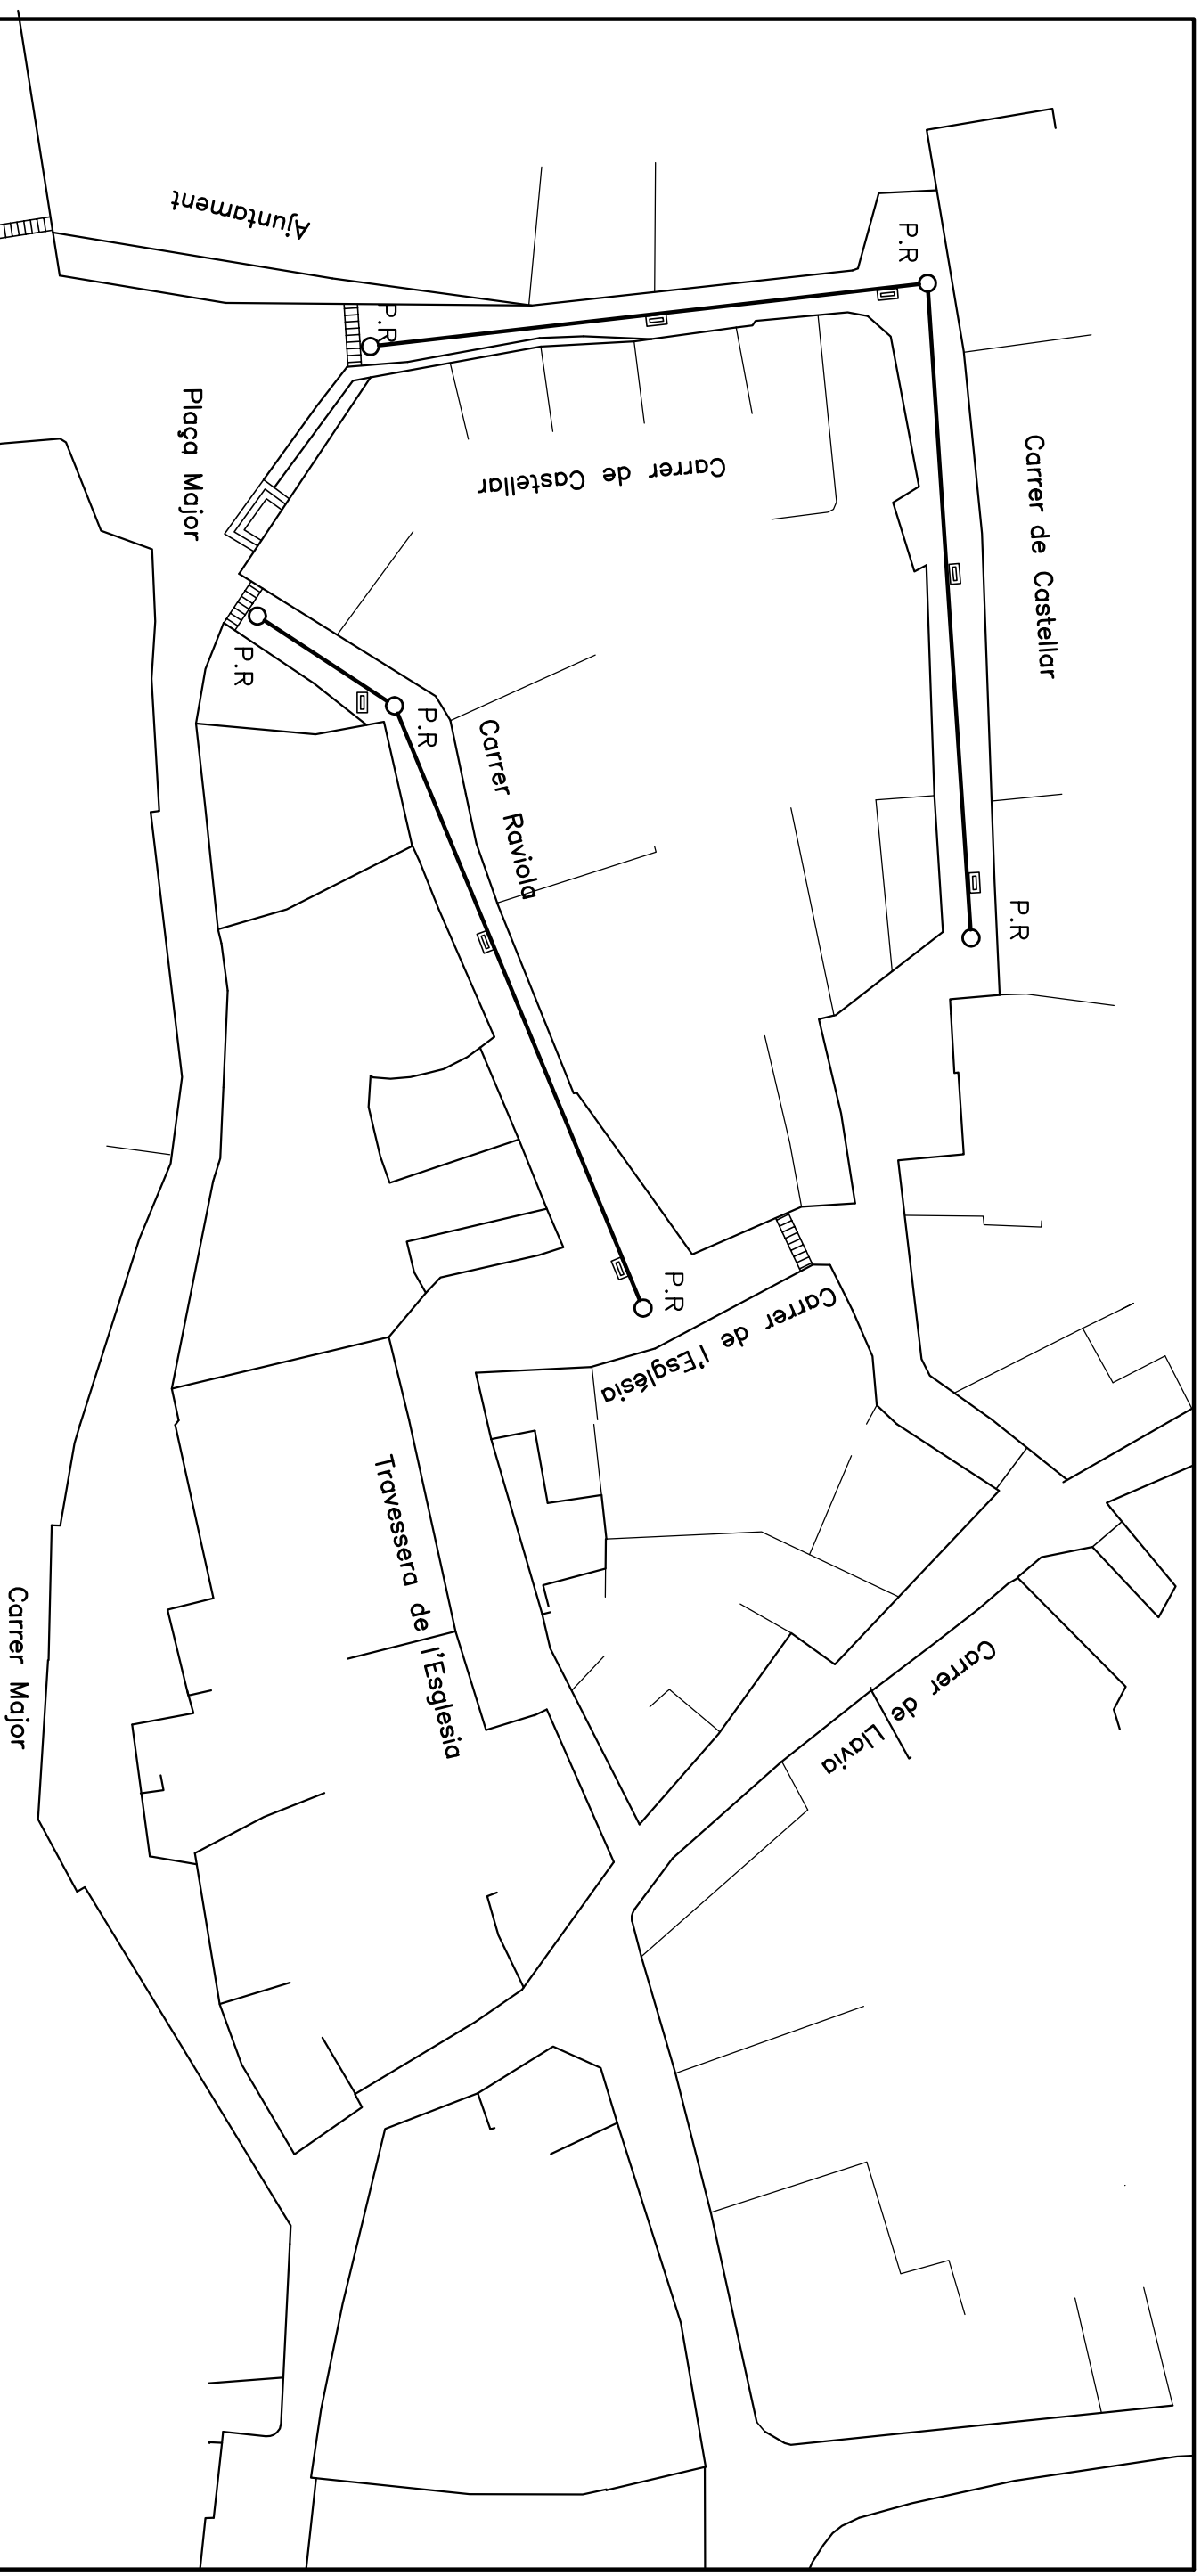 Ajuntament
P.R
P.R
Plaça Major
Carrer de Castellar
Carrer de Castellar
P.R
P.R
Carrer Raviola
P.R
P.R
Carrer de l'Església
Travessera de l'Esglesia
Carrer Major
Carrer de Llavia